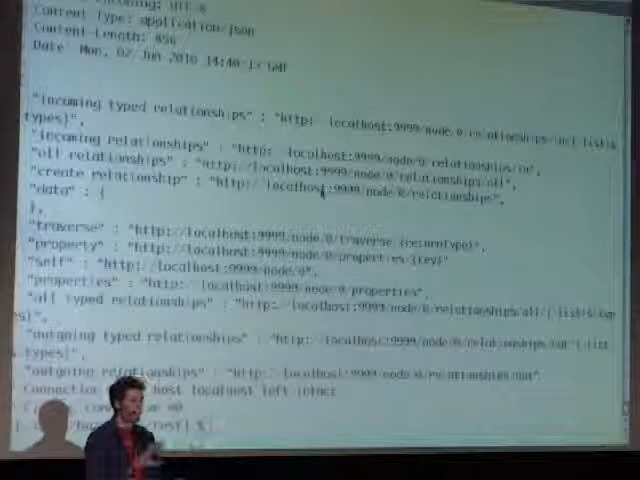 Content Type: application/json
Content-Length: 856
Date Mon, 02 Jun 2010 14:40 GMT
"incoming typed relationships" : "http: localhost:9999/node/0/relationships/in/{list|&
types}",
"incoming relationships" : "http: localhost:9999/node/0/relationships/in",
"all relationships" : "http://localhost:9999/node/0/relationships/all",
"create relationship" : "http:/ localhost:9999/node/0/relationships",
"data" : {
},
"traverse" : "http://localhost:9999/node/0/traverse/{returnType}",
"property" : "http://localhost:9999/node/0/properties/{key}"
"self" : "http://localhost:9999/node/0",
"properties" : "http://localhost:9999/node/0/properties",
"all typed relationships" : "http://localhost:9999/node/0/relationships/all/{list|&typ
es}",
"outgoing typed relationships" : "http://localhost:9999/node/0/relationships/out/{list
types}",
"outgoing relationships" : "http://localhost:9999/node/0/relationships/out"
Connection host localhost left intact
#0